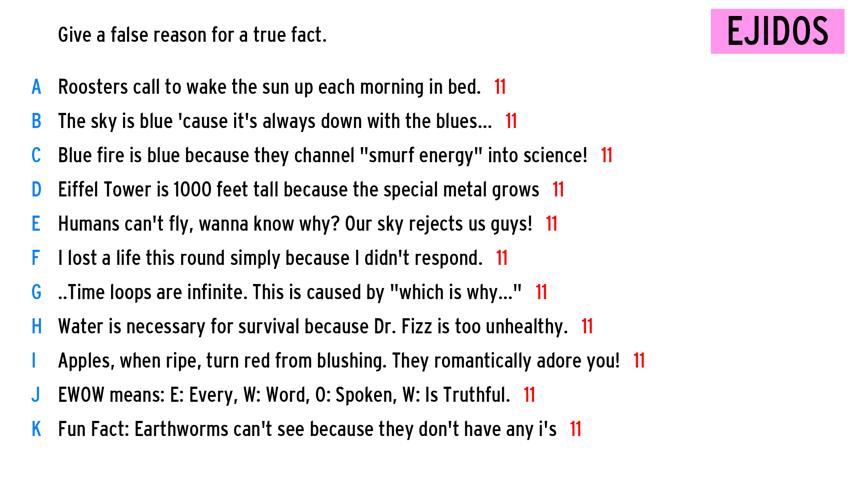 Give a false reason for a true fact.
EJIDOS
A Roosters call to wake the sun up each morning in bed. 11
B The sky is blue 'cause it's always down with the blues... 11
C Blue fire is blue because they channel "smurf energy" into science! 11
D Eiffel Tower is 1000 feet tall because the special metal grows 11
E Humans can't fly, wanna know why? Our sky rejects us guys! 11
F I lost a life this round simply because I didn't respond. 11
G ..Time loops are infinite. This is caused by "which is why..." 11
H Water is necessary for survival because Dr. Fizz is too unhealthy. 11
I Apples, when ripe, turn red from blushing. They romantically adore you! 11
J EWOW means: E: Every, W: Word, O: Spoken, W: Is Truthful. 11
K Fun Fact: Earthworms can't see because they don't have any i's 11